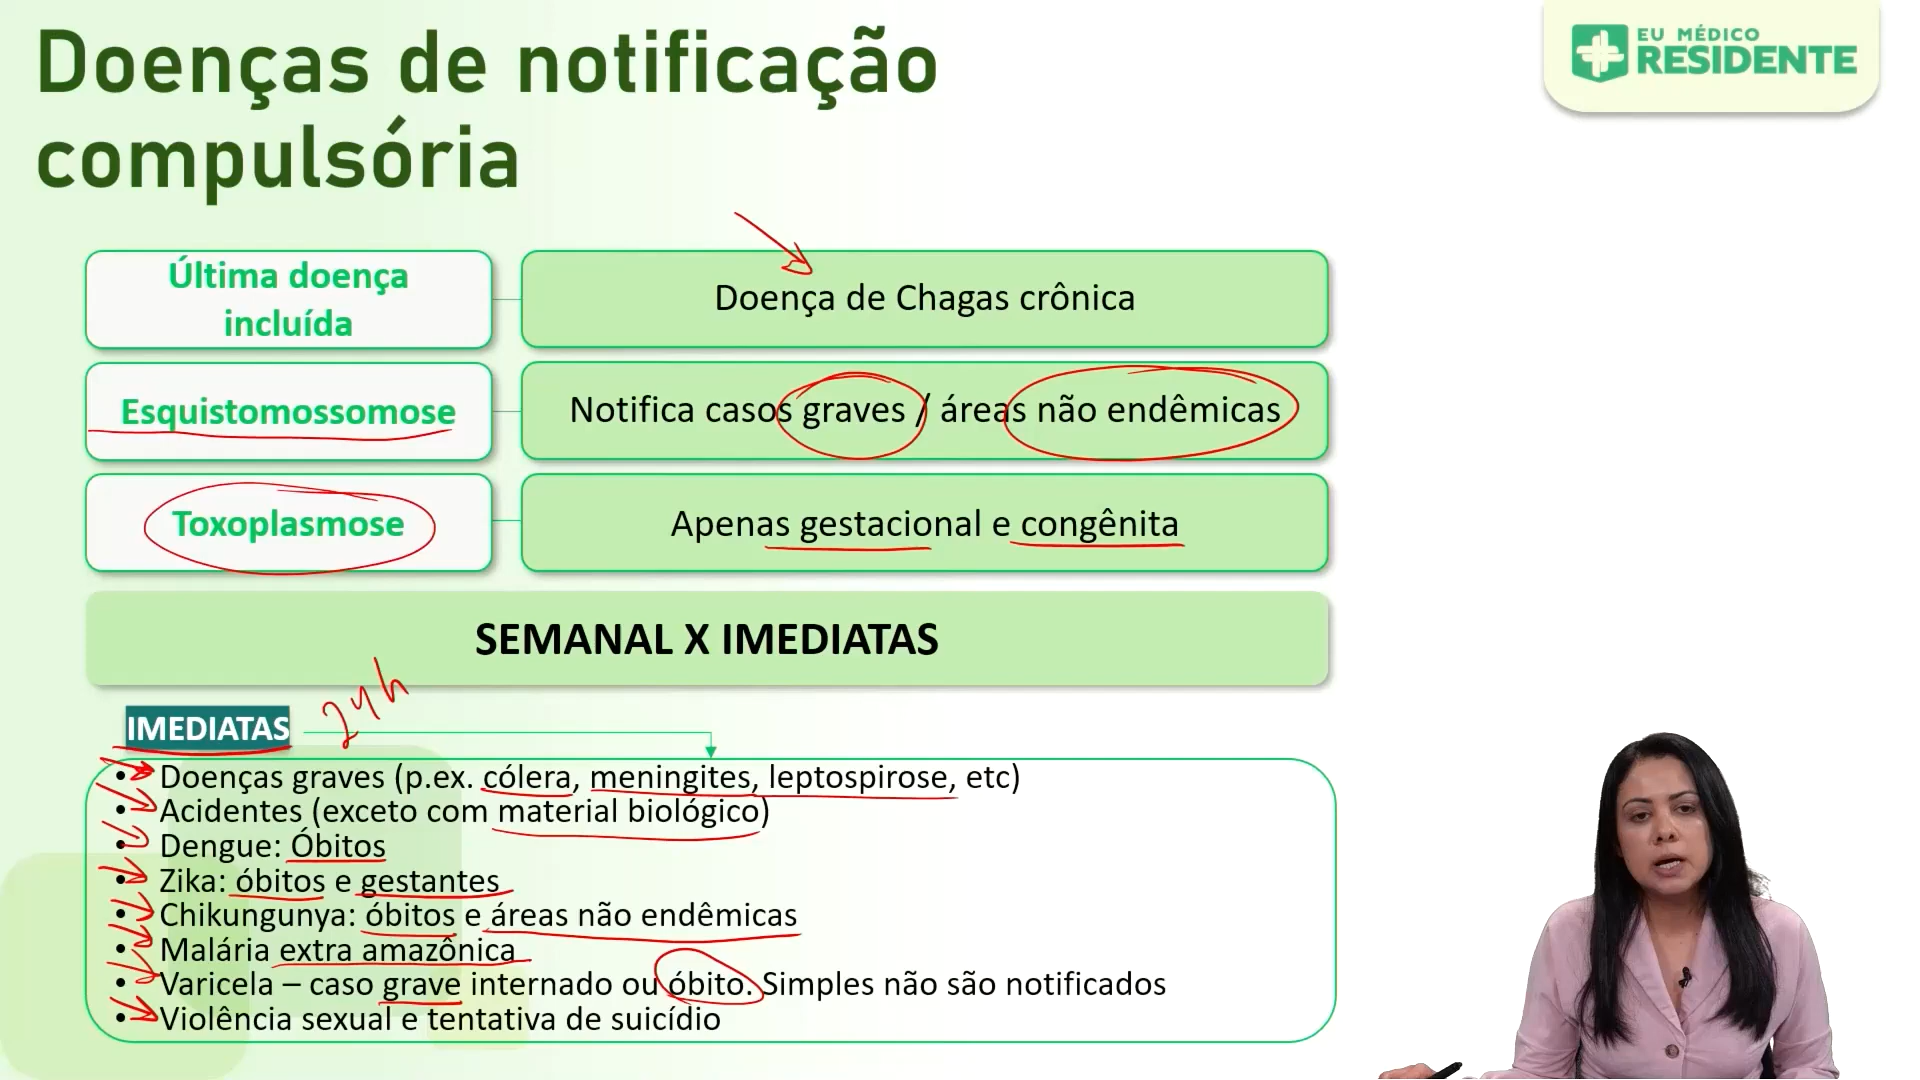 Doenças de notificação
compulsória
EU MÉDICO
RESIDENTE
Última doença
incluída
Doença de Chagas crônica
Esquistomossomose
Notifica casos graves / áreas não endêmicas
Toxoplasmose
Apenas gestacional e congênita
SEMANAL X IMEDIATAS
24h
IMEDIATAS
• Doenças graves (p.ex. cólera, meningites, leptospirose, etc)
• Acidentes (exceto com material biológico)
• Dengue: Óbitos
• Zika: óbitos e gestantes
• Chikungunya: óbitos e áreas não endêmicas
• Malária extra amazônica
• Varicela – caso grave internado ou óbito. Simples não são notificados
• Violência sexual e tentativa de suicídio